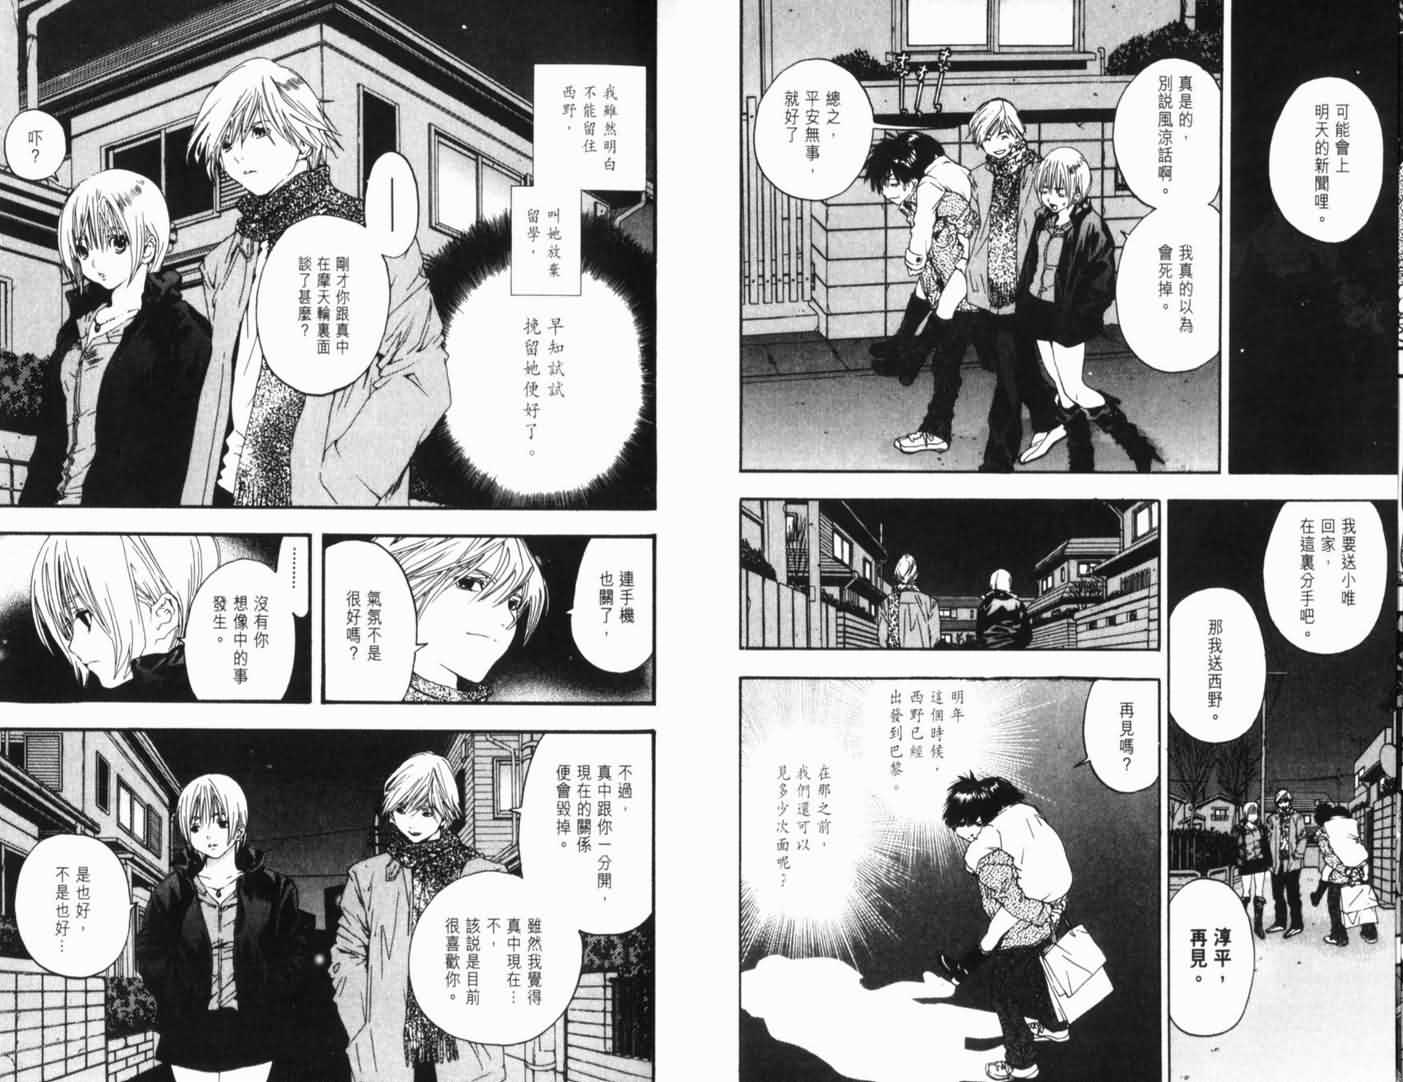 可能會上
明天的新聞哩。
真是的,
別說風涼話啊。
我真的以為
會死掉。
總之,
平安無事,
就好了
我要送小唯
回家,
在這裏分手吧。
那我送西野。
淳平,
再見。
再見嗎?
明年
這個時候,
西野已經
出發到巴黎。
在那之前,
我們還可以
見多少次面呢?
我雖然明白
不能留住
西野,
叫她放棄
留學,
早知試試
挽留她便好了。
——
剛才你跟真中
在摩天輪裏面
談了甚麼?
吓?
連手機
也關了,
氣氛不是
很好嗎?
………
沒有你
想像中的事
發生。
不過,
真中跟你一分開,
現在的關係
便會毀掉。
雖然我覺得
真中現在…
不,
該說是目前
很喜歡你。
是也好,
不是也好…